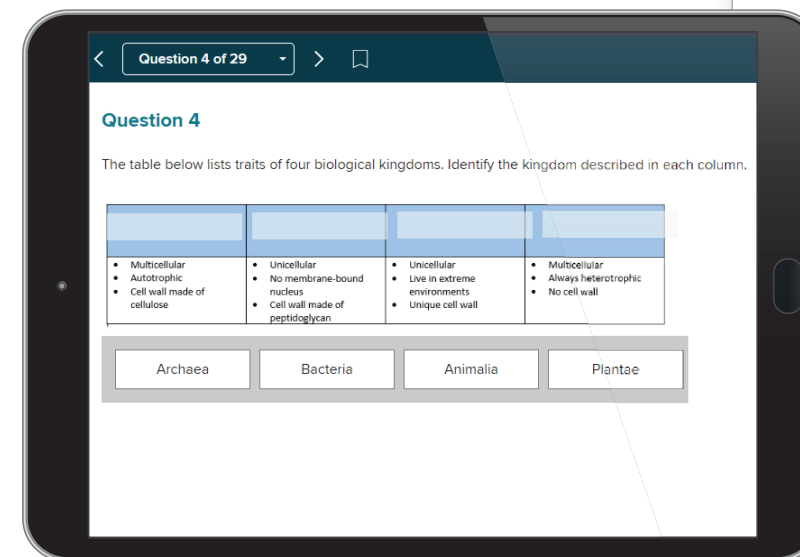 Question 4 of 29
Question 4
The table below lists traits of four biological kingdoms. Identify the kingdom described in each column.
• Multicellular
• Autotrophic
• Cell wall made of
cellulose
• Unicellular
• No membrane-bound
nucleus
• Cell wall made of
peptidoglycan
• Unicellular
• Live in extreme
environments
• Unique cell wall
• Multicellular
• Always heterotrophic
• No cell wall
Archaea
Bacteria
Animalia
Plantae